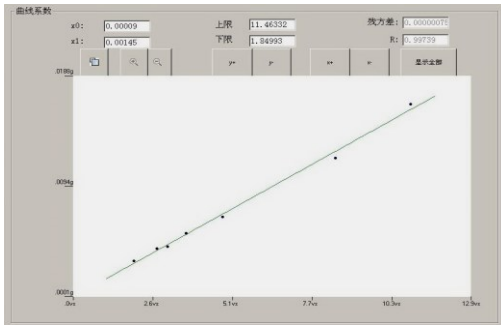 曲线系数
x0: 0.00009 上限 11.46332 残方差: 0.00000075
x1: 0.00145 下限 1.84993 R: 0.99739
y+ y- x+ x- 显示全部
.0186g
.0094g
.0001g
.0vs 2.6vs 5.1vs 7.7vs 10.3vs 12.9vs